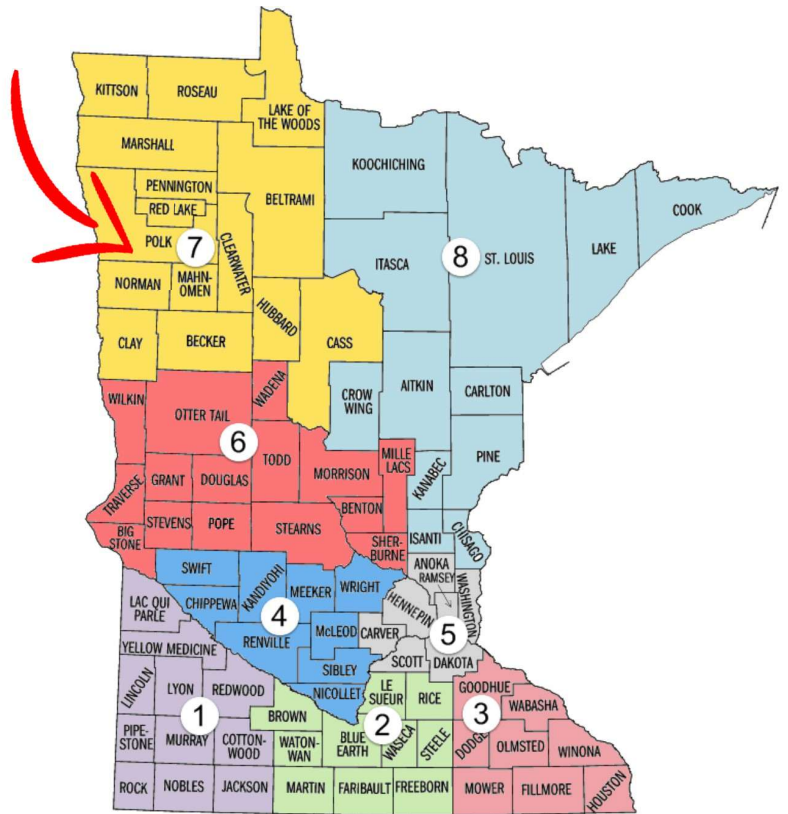 KITTSON
ROSEAU
LAKE OF
THE WOODS
MARSHALL
KOOCHICHING
PENNINGTON
BELTRAMI
RED LAKE
COOK
POLK
7
CLEARWATER
ITASCA
8
ST. LOUIS
LAKE
NORMAN
MAHN-
OMEN
HUBBARD
CLAY
BECKER
CASS
WADENA
CROW
WING
AITKIN
CARLTON
WILKIN
OTTER TAIL
6
TODD
MORRISON
MILLE
LACS
KANABEC
PINE
TRAVERSE
GRANT
DOUGLAS
BENTON
BIG
STONE
STEVENS
POPE
STEARNS
SHER-
BURNE
ISANTI
CHISAGO
SWIFT
KANDIYOHI
MEEKER
WRIGHT
ANOKA
RAMSEY
WASHINGTON
LAC QUI
PARLE
CHIPPEWA
4
HENNEPIN
McLEOD
CARVER
5
YELLOW MEDICINE
RENVILLE
SIBLEY
SCOTT
DAKOTA
LINCOLN
LYON
REDWOOD
NICOLLET
LE
SUEUR
RICE
GOODHUE
WABASHA
1
BROWN
2
3
PIPE-
STONE
MURRAY
COTTON-
WOOD
WATON-
WAN
BLUE
EARTH
WASECA
STEELE
DODGE
OLMSTED
WINONA
ROCK
NOBLES
JACKSON
MARTIN
FARIBAULT
FREEBORN
MOWER
FILLMORE
HOUSTON